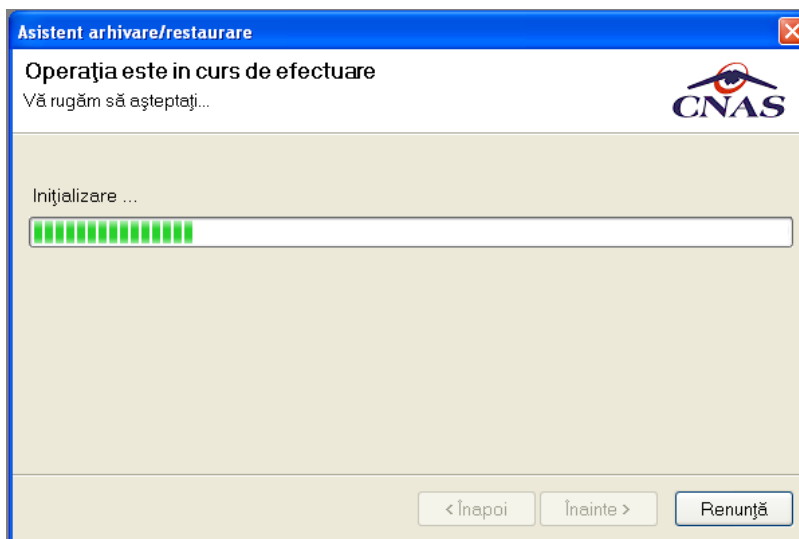 Asistent arhivare/restaurare
Operaţia este in curs de efectuare
Vă rugăm să aşteptaţi...
CNAS
Iniţializare ...
< Înapoi
Înainte >
Renunţă